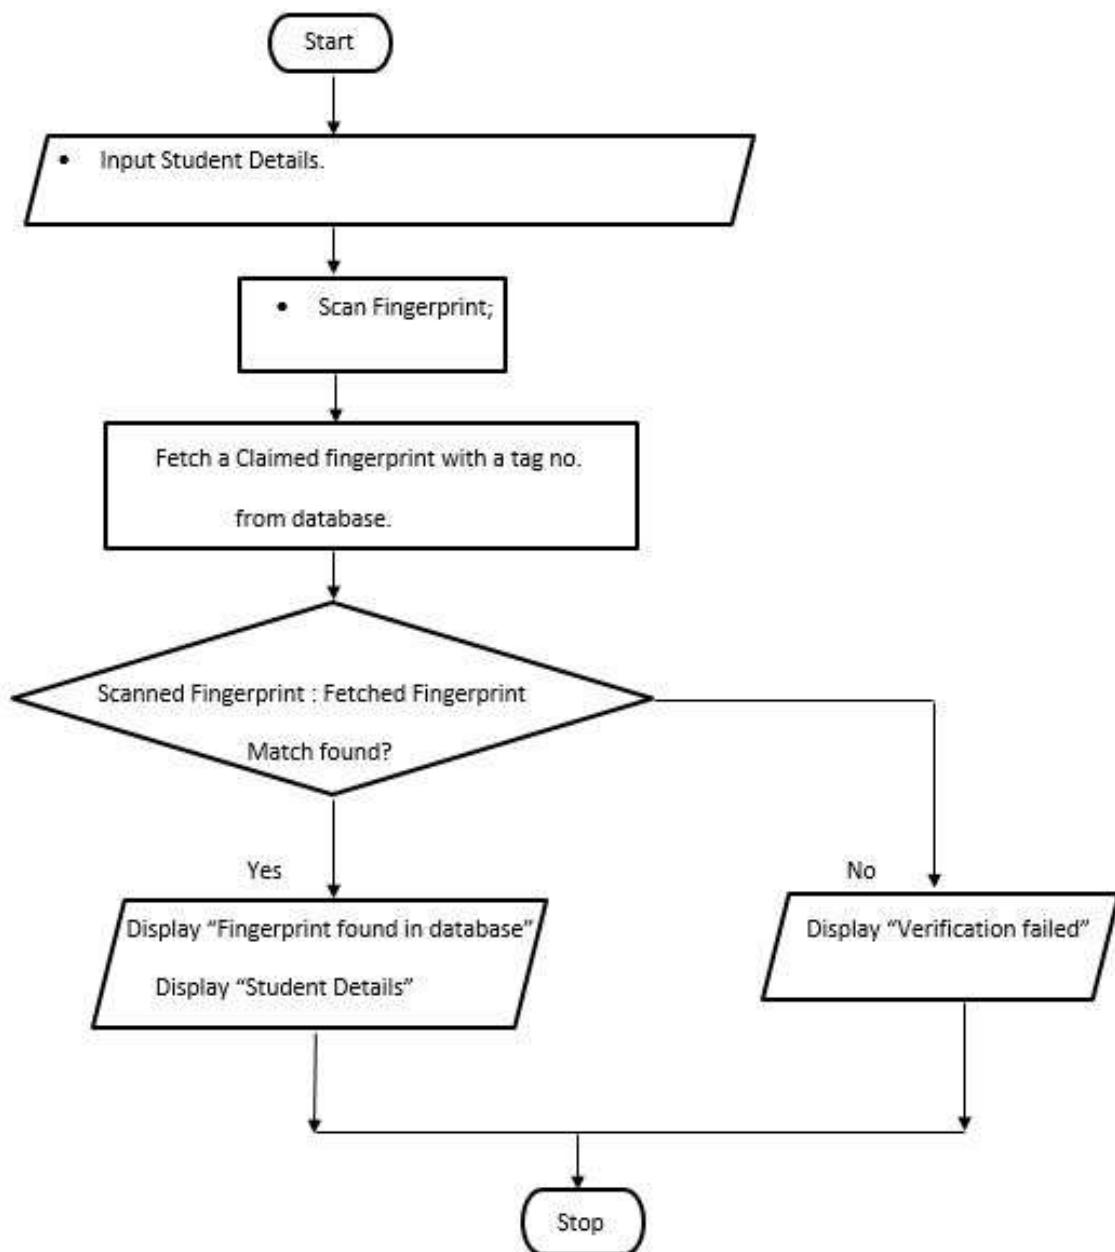 Start
• Input Student Details.
• Scan Fingerprint;
Fetch a Claimed fingerprint with a tag no.
from database.
Scanned Fingerprint : Fetched Fingerprint
Match found?
Yes
No
Display “Fingerprint found in database”
Display “Student Details”
Display “Verification failed”
Stop